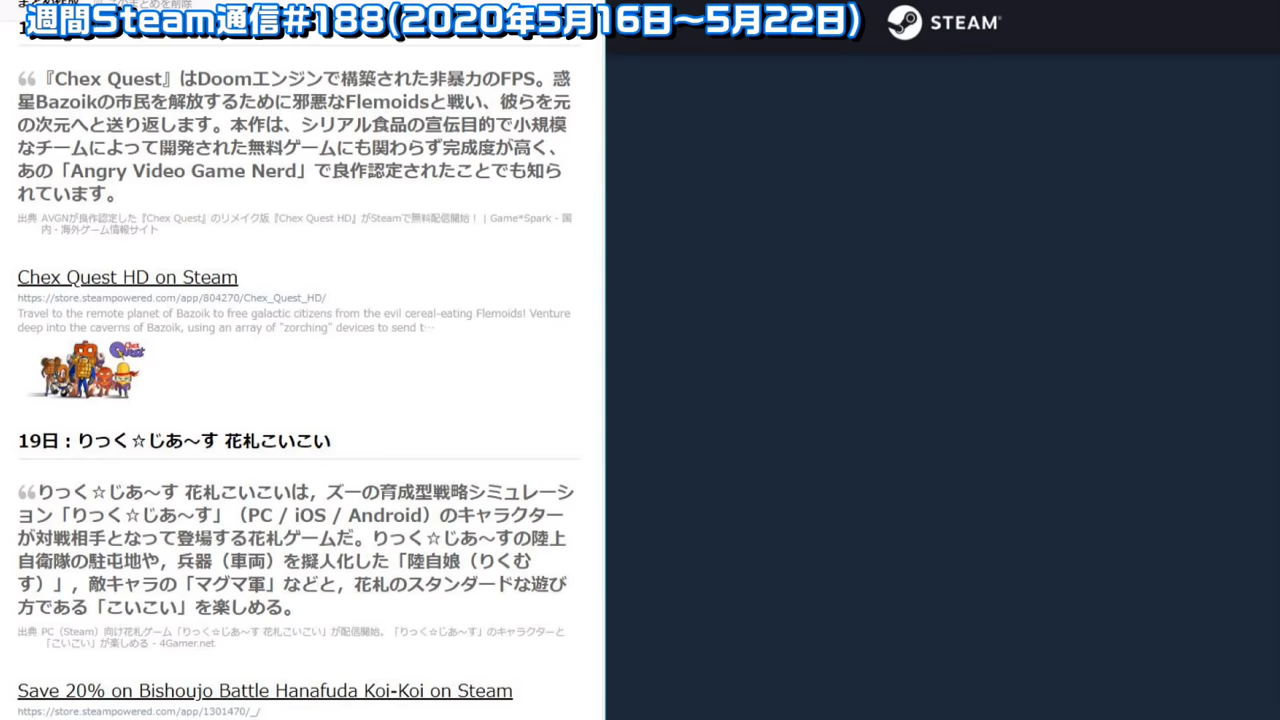 週間Steam通信#188(2020年5月16日～5月22日)
STEAM
『Chex Quest』はDoomエンジンで構築された非暴力のFPS。惑
星Bazoikの市民を解放するために邪悪なFlemoidsと戦い、彼らを元
の次元へと送り返します。本作は、シリアル食品の宣伝目的で小規模
なチームによって開発された無料ゲームにも関わらず完成度が高く、
あの「Angry Video Game Nerd」で良作認定されたことでも知ら
れています。
出典 AVGNが良作認定した『Chex Quest』のリメイク版『Chex Quest HD』がSteamで無料配信開始！ | Game*Spark - 国
内・海外ゲーム情報サイト
Chex Quest HD on Steam
https://store.steampowered.com/app/804270/Chex_Quest_HD/
Travel to the remote planet of Bazoik to free galactic citizens from the evil cereal-eating Flemoids! Venture
deep into the caverns of Bazoik, using an array of "zorching" devices to send t…
Chex Quest
19日：りっく☆じあ～す 花札こいこい
りっく☆じあ～す 花札こいこいは，ズーの育成型戦略シミュレーシ
ョン「りっく☆じあ～す」（PC / iOS / Android）のキャラクター
が対戦相手となって登場する花札ゲームだ。りっく☆じあ～すの陸上
自衛隊の駐屯地や，兵器（車両）を擬人化した「陸自娘（りくむ
す）」，敵キャラの「マグマ軍」などと，花札のスタンダードな遊び
方である「こいこい」を楽しめる。
出典 PC（Steam）向け花札ゲーム「りっく☆じあ～す 花札こいこい」が配信開始。「りっく☆じあ～す」のキャラクターと
「こいこい」が楽しめる - 4Gamer.net
Save 20% on Bishoujo Battle Hanafuda Koi-Koi on Steam
https://store.steampowered.com/app/1301470/_/